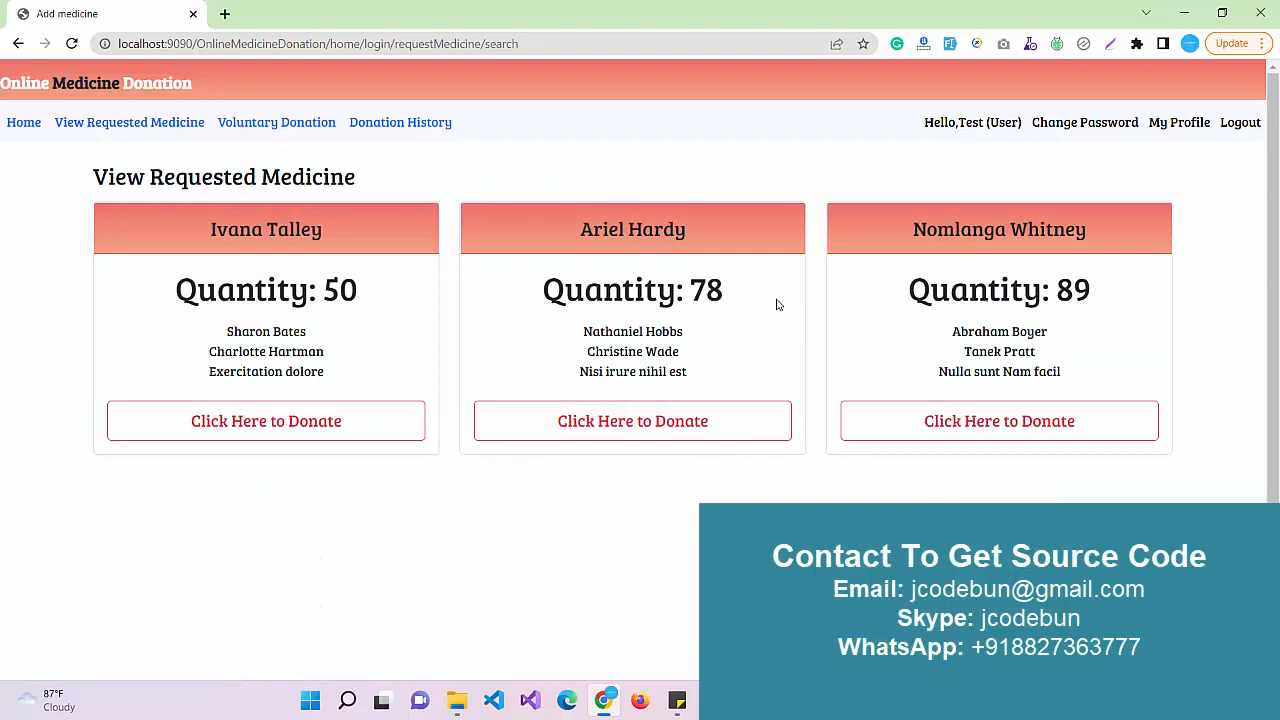 Add medicine
localhost:9090/OnlineMedicineDonation/home/login/requestMedicine/search
Update
Online Medicine Donation
Home View Requested Medicine Voluntary Donation Donation History
Hello,Test (User) Change Password My Profile Logout
View Requested Medicine
Ivana Talley
Quantity: 50
Sharon Bates
Charlotte Hartman
Exercitation dolore
Click Here to Donate
Ariel Hardy
Quantity: 78
Nathaniel Hobbs
Christine Wade
Nisi irure nihil est
Click Here to Donate
Nomlanga Whitney
Quantity: 89
Abraham Boyer
Tanek Pratt
Nulla sunt Nam facil
Click Here to Donate
Contact To Get Source Code
Email: jcodebun@gmail.com
Skype: jcodebun
WhatsApp: +918827363777
87°F
Cloudy